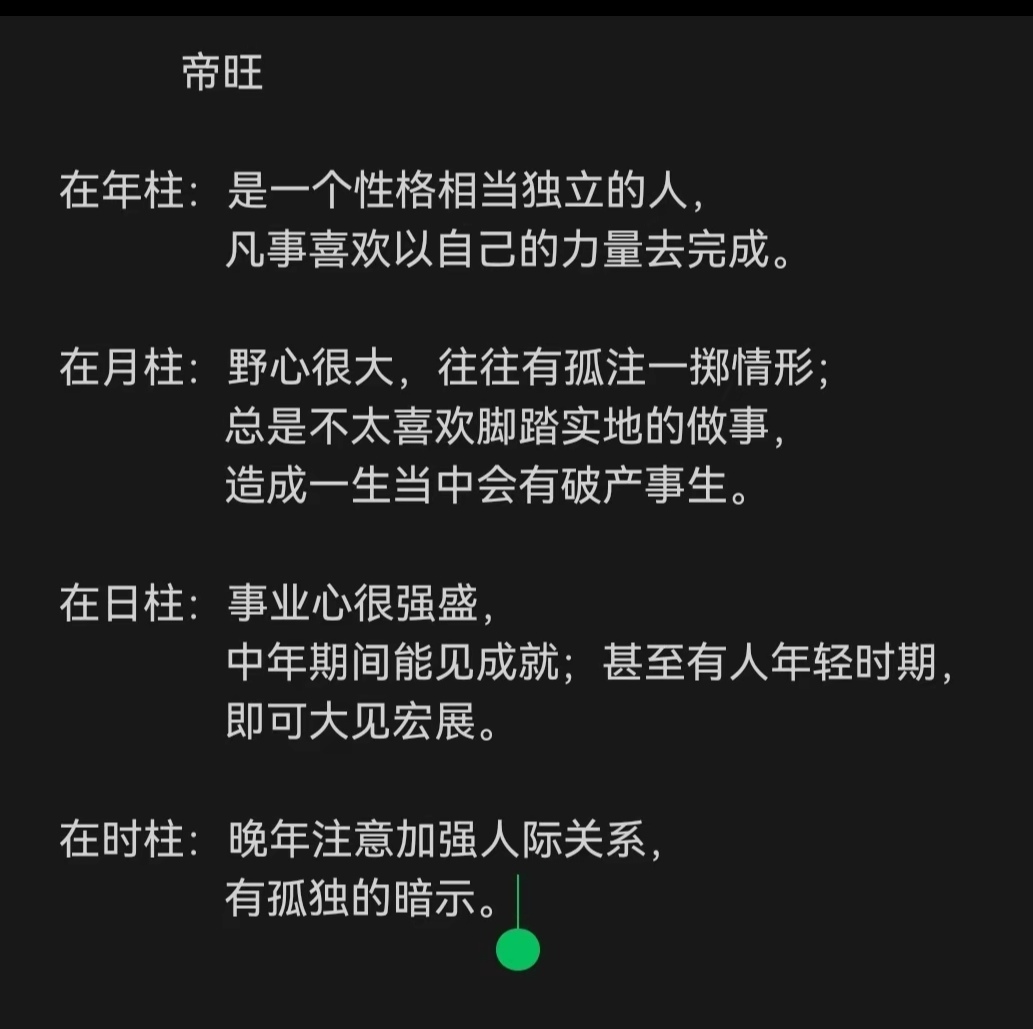 帝旺
在年柱：是一个性格相当独立的人，
凡事喜欢以自己的力量去完成。
在月柱：野心很大，往往有孤注一掷情形；
总是不太喜欢脚踏实地的做事，
造成一生当中会有破产事生。
在日柱：事业心很强盛，
中年期间能见成就；甚至有人年轻时期，
即可大见宏展。
在时柱：晚年注意加强人际关系，
有孤独的暗示。